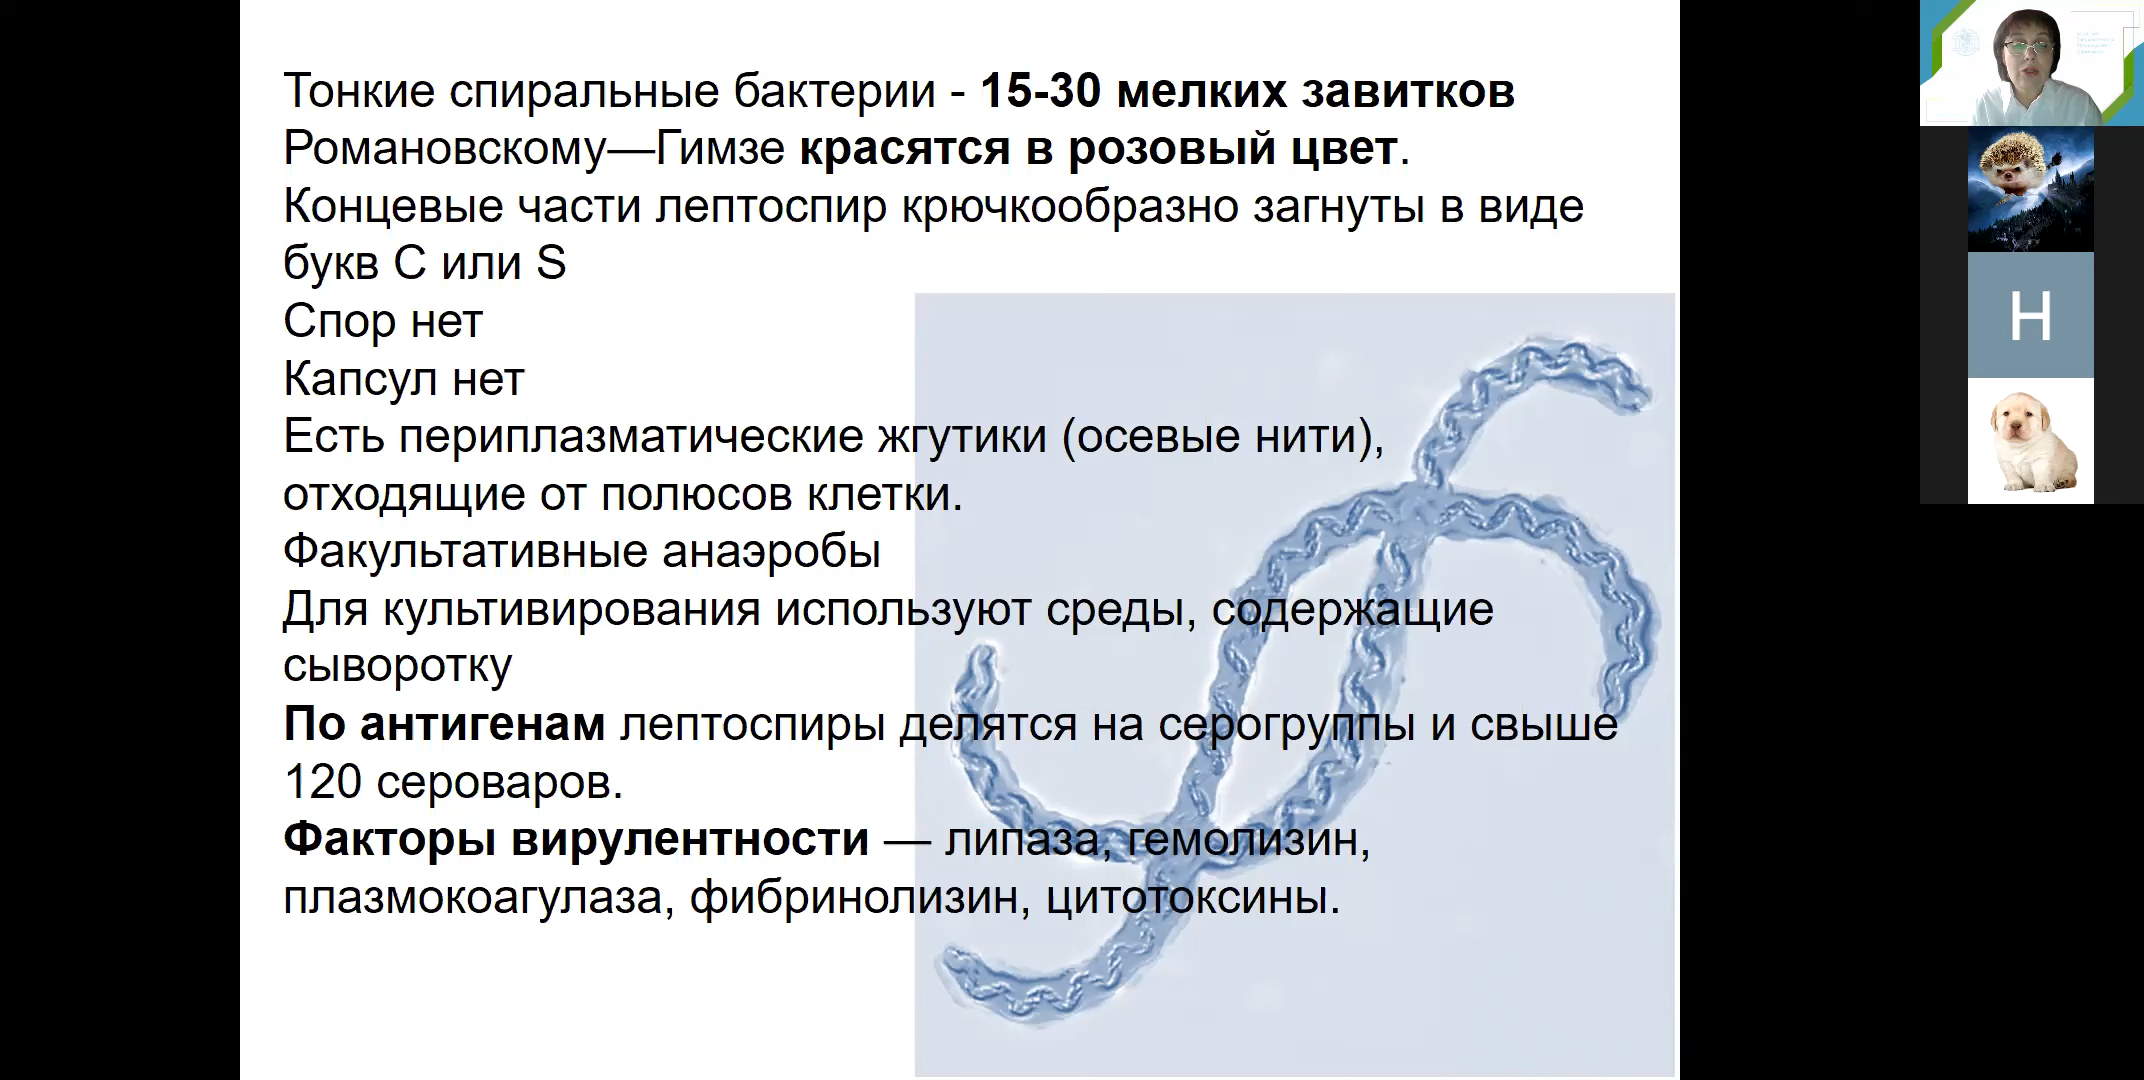 Тонкие спиральные бактерии - 15-30 мелких завитков
Романовскому—Гимзе красятся в розовый цвет.
Концевые части лептоспир крючкообразно загнуты в виде
букв С или S
Спор нет
Капсул нет
Есть периплазматические жгутики (осевые нити),
отходящие от полюсов клетки.
Факультативные анаэробы
Для культивирования используют среды, содержащие
сыворотку
По антигенам лептоспиры делятся на серогруппы и свыше
120 сероваров.
Факторы вирулентности — липаза, гемолизин,
плазмокоагулаза, фибринолизин, цитотоксины.
Н